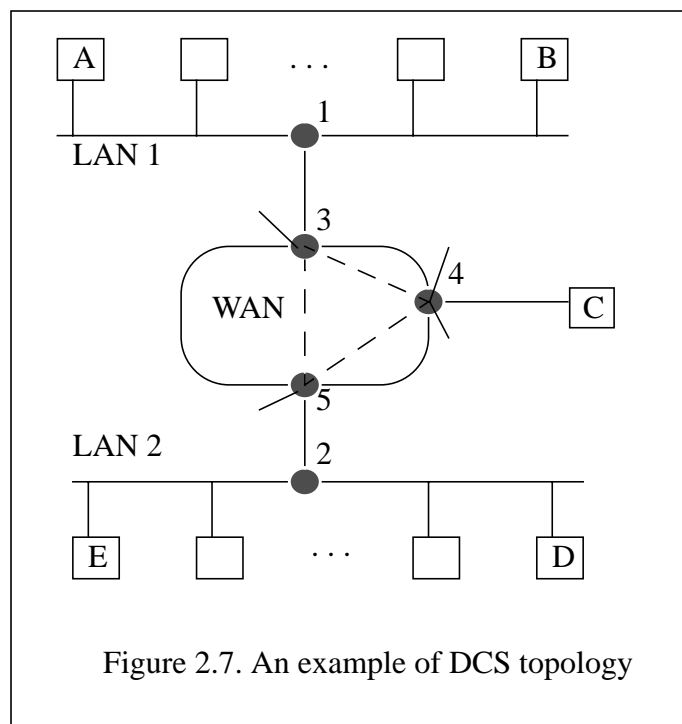 A ... B
1
LAN 1
3
4
WAN
C
5
LAN 2
2
E ... D
Figure 2.7. An example of DCS topology